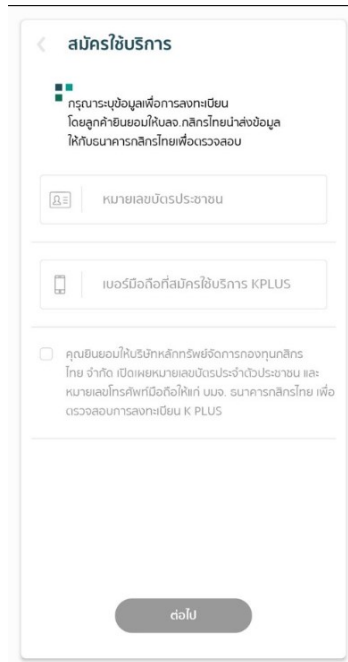 สมัครใช้บริการ
กรุณาระบุข้อมูลเพื่อการลงทะเบียน
โดยลูกค้ายินยอมให้บลจ.กสิกรไทยนำส่งข้อมูล
ให้กับธนาคารกสิกรไทยเพื่อตรวจสอบ
หมายเลขบัตรประชาชน
เบอร์มือถือที่สมัครใช้บริการ KPLUS
คุณยินยอมให้บริษัทหลักทรัพย์จัดการกองทุนกสิกร
ไทย จำกัด เปิดเผยหมายเลขบัตรประจำตัวประชาชน และ
หมายเลขโทรศัพท์มือถือให้แก่ บมจ. ธนาคารกสิกรไทย เพื่อ
ตรวจสอบการลงทะเบียน K PLUS
ต่อไป